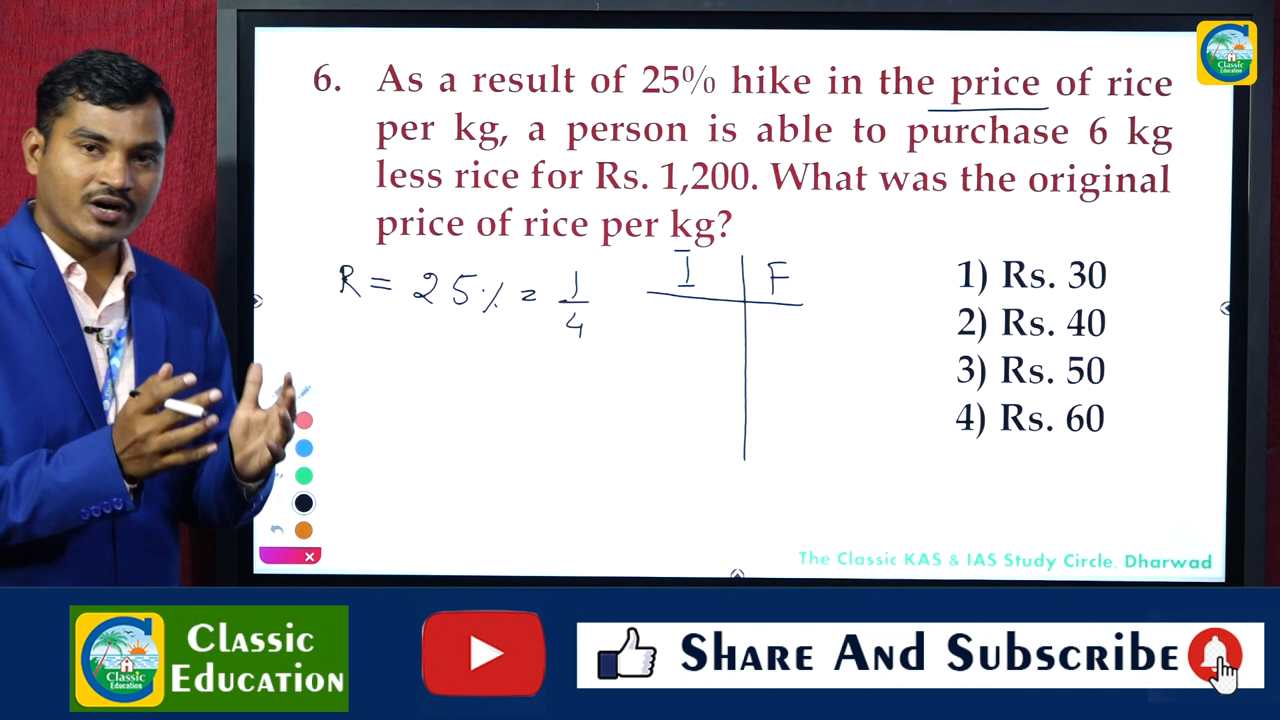 6. As a result of 25% hike in the price of rice
per kg, a person is able to purchase 6 kg
less rice for Rs. 1,200. What was the original
price of rice per kg?
R = 25% = 1/4
I F
1) Rs. 30
2) Rs. 40
3) Rs. 50
4) Rs. 60
The Classic KAS & IAS Study Circle, Dharwad
Classic
Education
Classic
Education
Classic
Education
Share And Subscribe